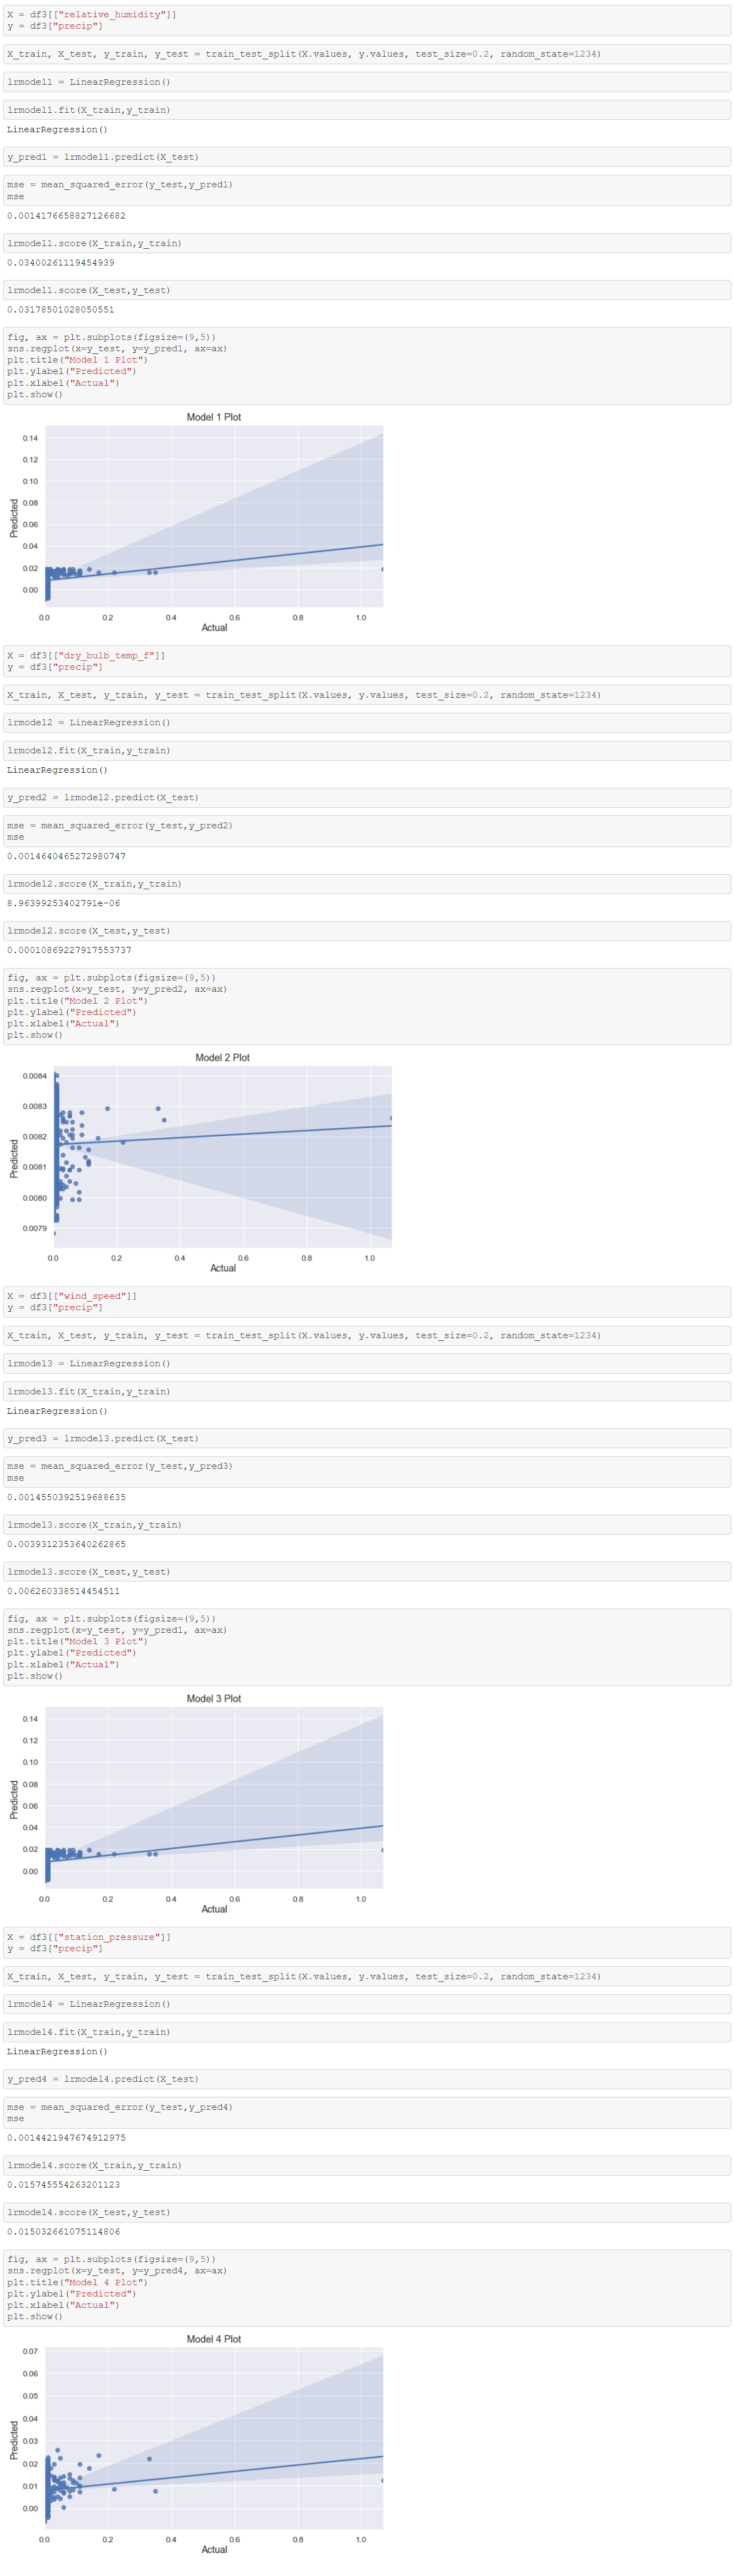 X = df3[["relative_humidity"]]
y = df3["precip"]
X_train, X_test, y_train, y_test = train_test_split(X.values, y.values, test_size=0.2, random_state=1234)
lrmodel1 = LinearRegression()
lrmodel1.fit(X_train,y_train)
LinearRegression()
y_pred1 = lrmodel1.predict(X_test)
mse = mean_squared_error(y_test,y_pred1)
mse
0.0014176658827126682
lrmodel1.score(X_train,y_train)
0.03400261119454939
lrmodel1.score(X_test,y_test)
0.03178501028050551
fig, ax = plt.subplots(figsize=(9,5))
sns.regplot(x=y_test, y=y_pred1, ax=ax)
plt.title("Model 1 Plot")
plt.ylabel("Predicted")
plt.xlabel("Actual")
plt.show()
Model 1 Plot
0.14
0.12
0.10
0.08
0.06
0.04
0.02
0.00
Predicted
0.0 0.2 0.4 0.6 0.8 1.0
Actual
X = df3[["dry_bulb_temp_f"]]
y = df3["precip"]
X_train, X_test, y_train, y_test = train_test_split(X.values, y.values, test_size=0.2, random_state=1234)
lrmodel2 = LinearRegression()
lrmodel2.fit(X_train,y_train)
LinearRegression()
y_pred2 = lrmodel2.predict(X_test)
mse = mean_squared_error(y_test,y_pred2)
mse
0.0014640465272980747
lrmodel2.score(X_train,y_train)
8.96399253402791e-06
lrmodel2.score(X_test,y_test)
0.00010869227917553737
fig, ax = plt.subplots(figsize=(9,5))
sns.regplot(x=y_test, y=y_pred2, ax=ax)
plt.title("Model 2 Plot")
plt.ylabel("Predicted")
plt.xlabel("Actual")
plt.show()
Model 2 Plot
0.0084
0.0083
0.0082
0.0081
0.0080
0.0079
Predicted
0.0 0.2 0.4 0.6 0.8 1.0
Actual
X = df3[["wind_speed"]]
y = df3["precip"]
X_train, X_test, y_train, y_test = train_test_split(X.values, y.values, test_size=0.2, random_state=1234)
lrmodel3 = LinearRegression()
lrmodel3.fit(X_train,y_train)
LinearRegression()
y_pred3 = lrmodel3.predict(X_test)
mse = mean_squared_error(y_test,y_pred3)
mse
0.0014550392519688635
lrmodel3.score(X_train,y_train)
0.0039312353640262865
lrmodel3.score(X_test,y_test)
0.006260338514454511
fig, ax = plt.subplots(figsize=(9,5))
sns.regplot(x=y_test, y=y_pred1, ax=ax)
plt.title("Model 3 Plot")
plt.ylabel("Predicted")
plt.xlabel("Actual")
plt.show()
Model 3 Plot
0.14
0.12
0.10
0.08
0.06
0.04
0.02
0.00
Predicted
0.0 0.2 0.4 0.6 0.8 1.0
Actual
X = df3[["station_pressure"]]
y = df3["precip"]
X_train, X_test, y_train, y_test = train_test_split(X.values, y.values, test_size=0.2, random_state=1234)
lrmodel4 = LinearRegression()
lrmodel4.fit(X_train,y_train)
LinearRegression()
y_pred4 = lrmodel4.predict(X_test)
mse = mean_squared_error(y_test,y_pred4)
mse
0.0014421947674912975
lrmodel4.score(X_train,y_train)
0.015745554263201123
lrmodel4.score(X_test,y_test)
0.015032661075114806
fig, ax = plt.subplots(figsize=(9,5))
sns.regplot(x=y_test, y=y_pred4, ax=ax)
plt.title("Model 4 Plot")
plt.ylabel("Predicted")
plt.xlabel("Actual")
plt.show()
Model 4 Plot
0.07
0.06
0.05
0.04
0.03
0.02
0.01
0.00
Predicted
0.0 0.2 0.4 0.6 0.8 1.0
Actual